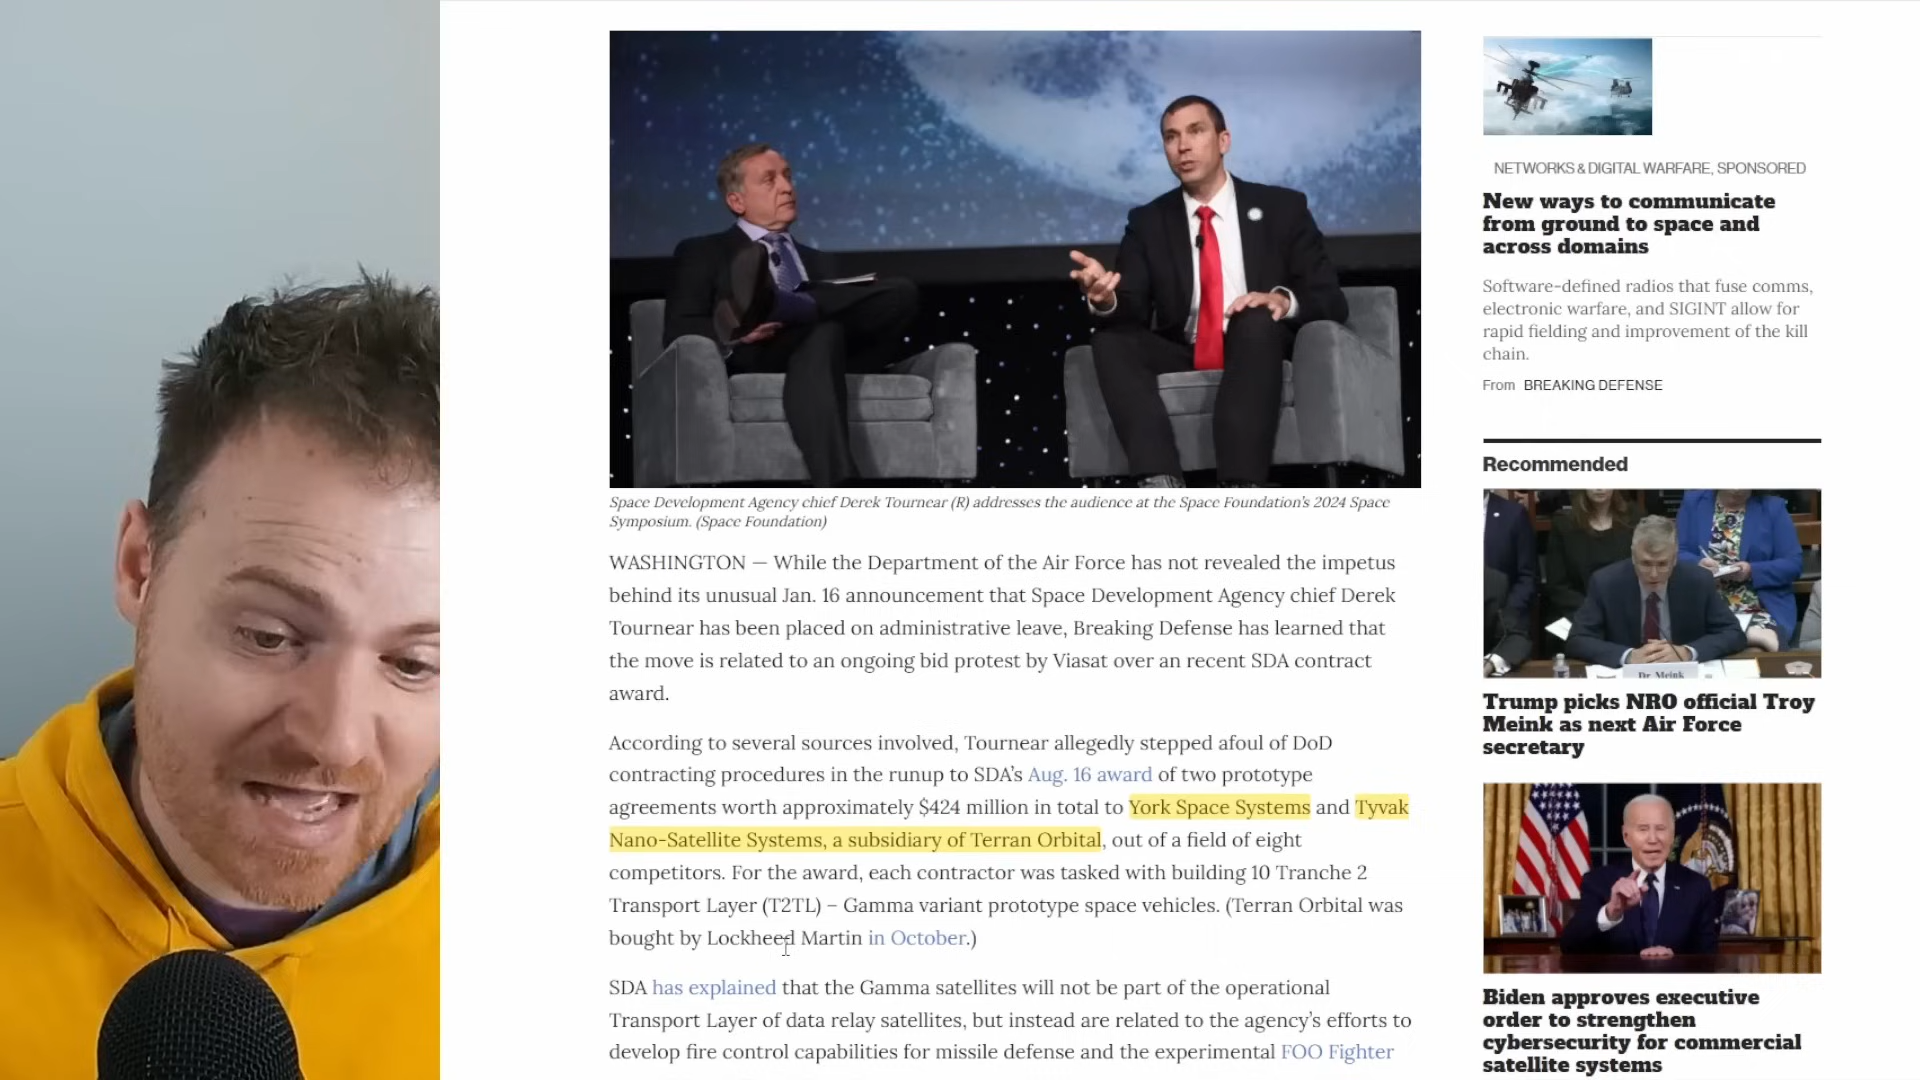 Space Development Agency chief Derek Tournear (R) addresses the audience at the Space Foundation's 2024 Space
Symposium. (Space Foundation)
WASHINGTON — While the Department of the Air Force has not revealed the impetus
behind its unusual Jan. 16 announcement that Space Development Agency chief Derek
Tournear has been placed on administrative leave, Breaking Defense has learned that
the move is related to an ongoing bid protest by Viasat over an recent SDA contract
award.
According to several sources involved, Tournear allegedly stepped afoul of DoD
contracting procedures in the runup to SDA's Aug. 16 award of two prototype
agreements worth approximately $424 million in total to York Space Systems and Tyvak
Nano-Satellite Systems, a subsidiary of Terran Orbital, out of a field of eight
competitors. For the award, each contractor was tasked with building 10 Tranche 2
Transport Layer (T2TL) – Gamma variant prototype space vehicles. (Terran Orbital was
bought by Lockheed Martin in October.)
SDA has explained that the Gamma satellites will not be part of the operational
Transport Layer of data relay satellites, but instead are related to the agency's efforts to
develop fire control capabilities for missile defense and the experimental FOO Fighter
NETWORKS & DIGITAL WARFARE, SPONSORED
New ways to communicate
from ground to space and
across domains
Software-defined radios that fuse comms,
electronic warfare, and SIGINT allow for
rapid fielding and improvement of the kill
chain.
From BREAKING DEFENSE
Recommended
Dr. Meink
Trump picks NRO official Troy
Meink as next Air Force
secretary
Biden approves executive
order to strengthen
cybersecurity for commercial
satellite systems